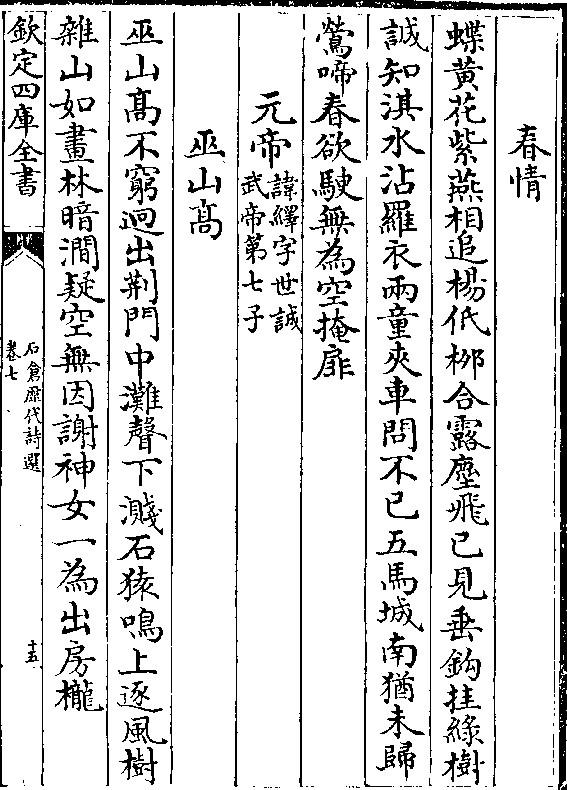 春情
蝶黄花紫燕相追楊低栁合露塵飛已見垂鈎挂緑樹
誠知淇水沾羅衣兩童夾車問不已五馬城南猶未歸
鶯啼春欲駛無為空掩扉
元帝
諱繹字世誠
武帝第七子
巫山髙
巫山髙不窮迥出荆門中灘聲下濺石猿鳴上逐風樹
雜山如畫林暗澗疑空無因謝神女一為出房櫳
欽定四庫全書
石倉歴代詩選
卷七
十五